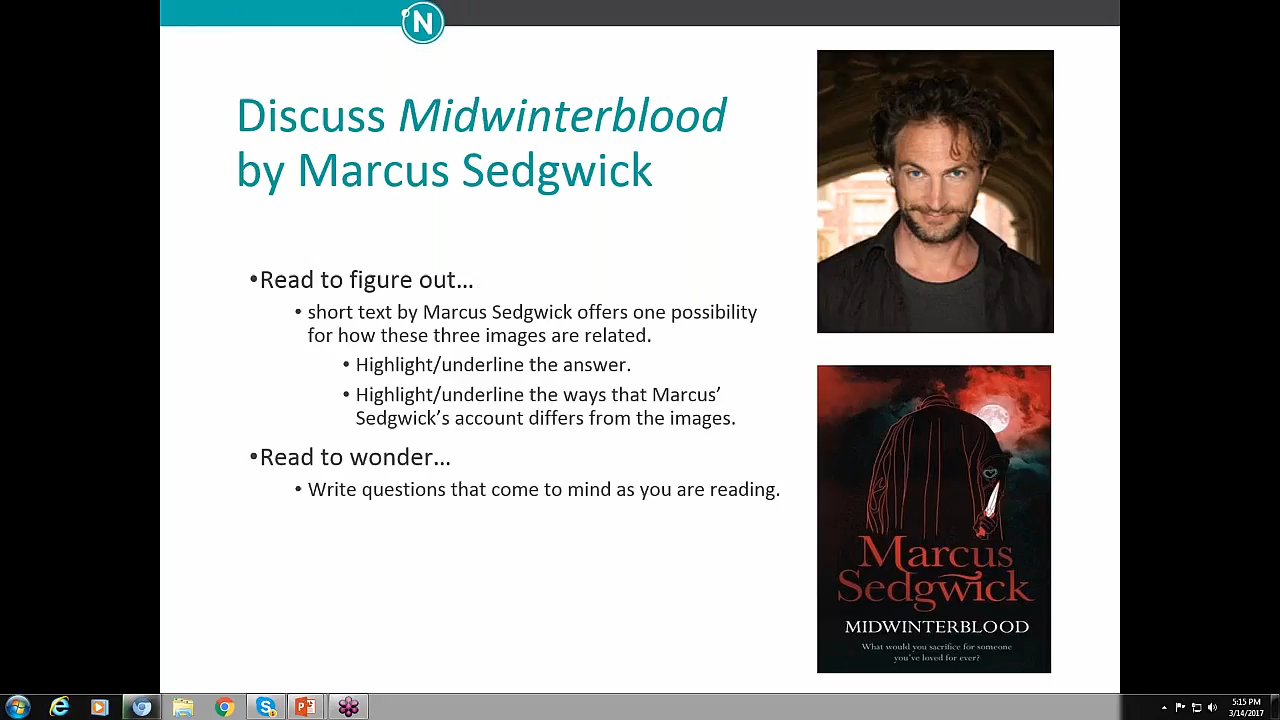 N
Discuss Midwinterblood
by Marcus Sedgwick
•Read to figure out…
• short text by Marcus Sedgwick offers one possibility
for how these three images are related.
• Highlight/underline the answer.
• Highlight/underline the ways that Marcus’
Sedgwick’s account differs from the images.
•Read to wonder…
• Write questions that come to mind as you are reading.
Marcus
Sedgwick
MIDWINTERBLOOD
What would you sacrifice for someone
you’ve loved for ever?
5:15 PM
3/14/2017